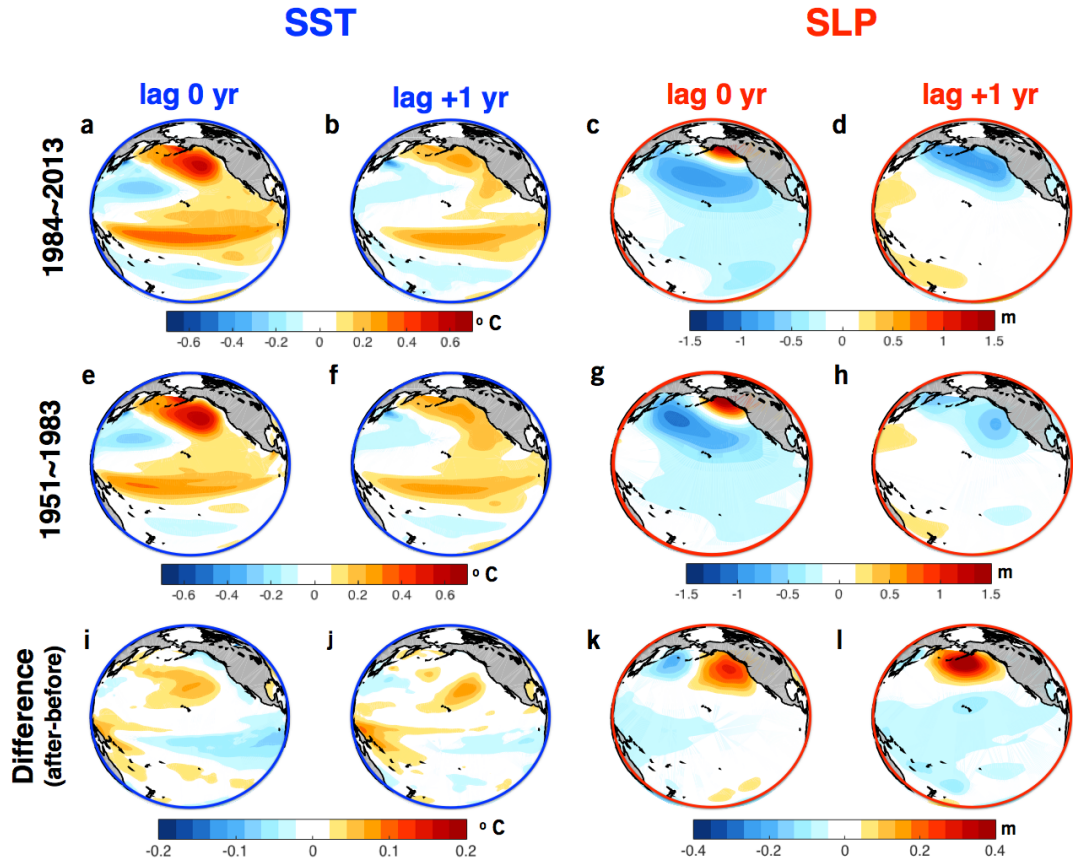 SST SLP
lag 0 yr lag +1 yr lag 0 yr lag +1 yr
a b c d
1984~2013
-0.6 -0.4 -0.2 0 0.2 0.4 0.6 º C
-1.5 -1 -0.5 0 0.5 1 1.5 m
e f g h
1951~1983
-0.6 -0.4 -0.2 0 0.2 0.4 0.6 º C
-1.5 -1 -0.5 0 0.5 1 1.5 m
i j k l
Difference
(after-before)
-0.2 -0.1 0 0.1 0.2 º C
-0.4 -0.2 0 0.2 0.4 m